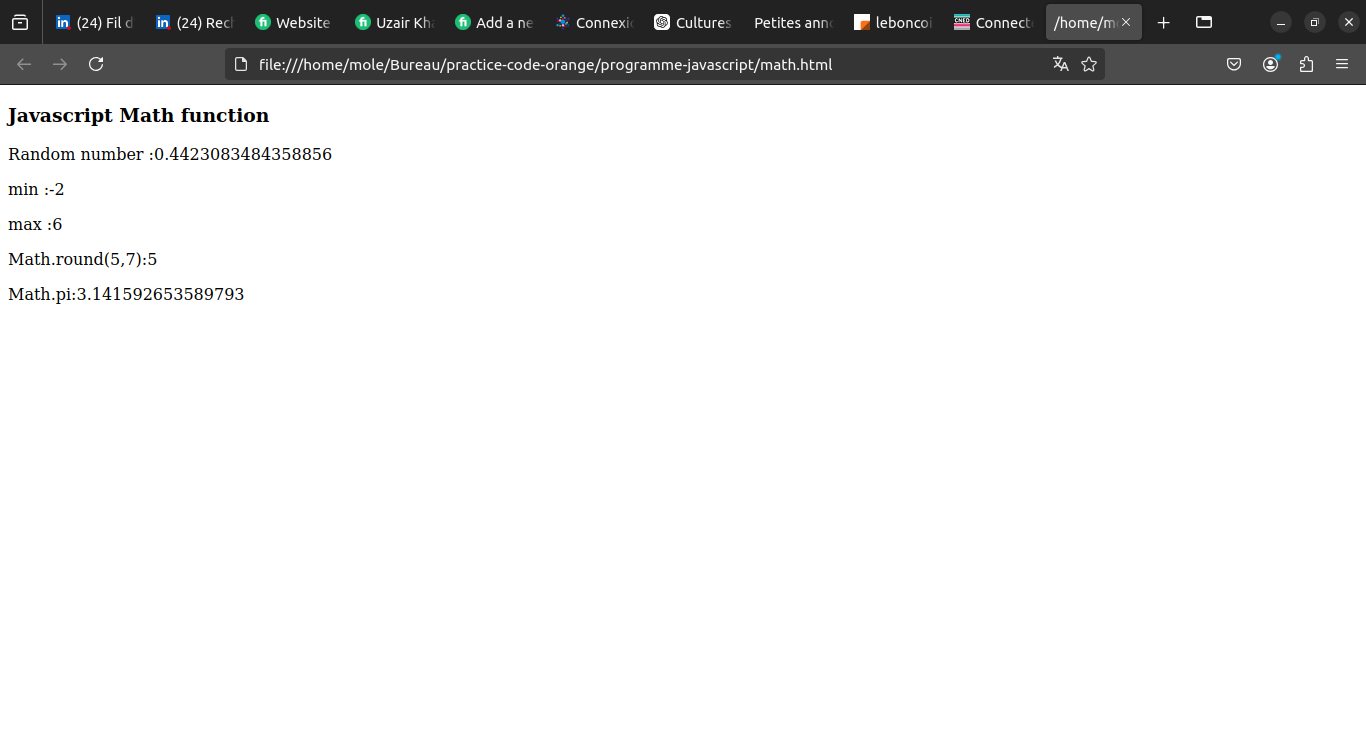 (24) Fil d
(24) Rech
Website
Uzair Kha
Add a ne
Connexio
Cultures
Petites anno
leboncoi
CNED
Connecte
/home/m
file:///home/mole/Bureau/practice-code-orange/programme-javascript/math.html
Javascript Math function
Random number :0.4423083484358856
min :-2
max :6
Math.round(5,7):5
Math.pi:3.141592653589793